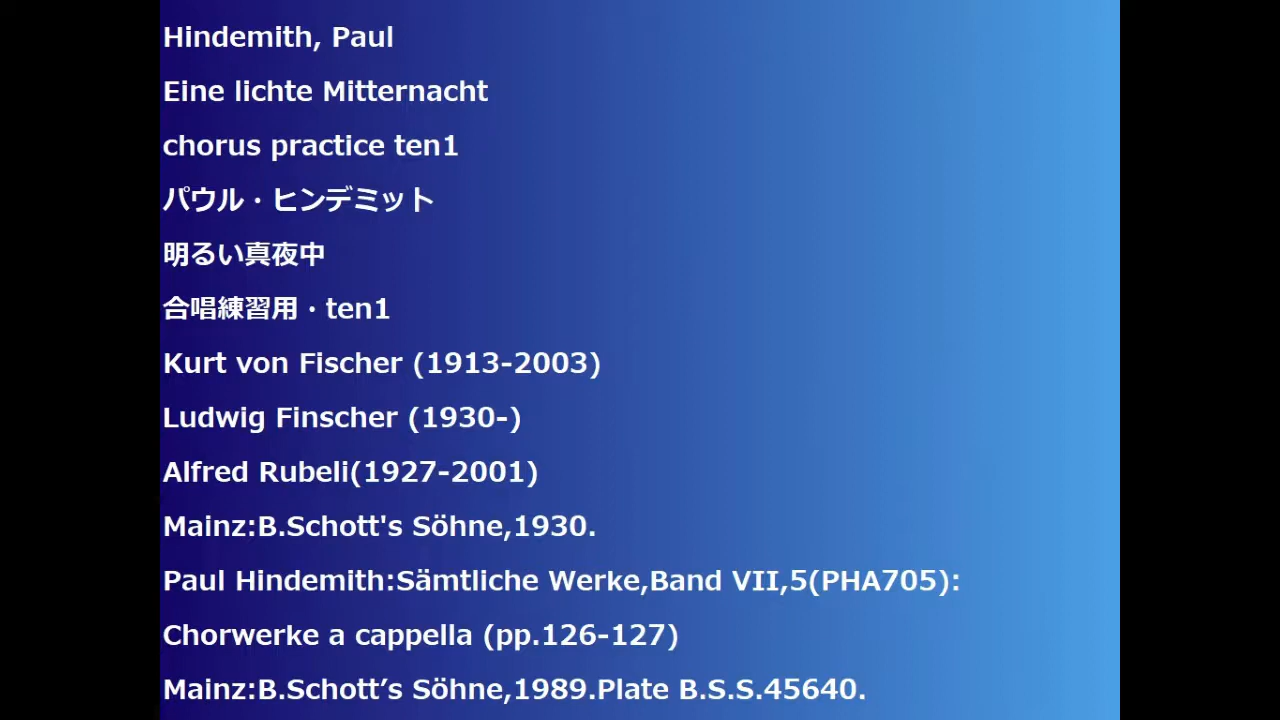 Hindemith, Paul
Eine lichte Mitternacht
chorus practice ten1
パウル・ヒンデミット
明るい真夜中
合唱練習用・ten1
Kurt von Fischer (1913-2003)
Ludwig Finscher (1930-)
Alfred Rubeli(1927-2001)
Mainz:B.Schott's Söhne,1930.
Paul Hindemith:Sämtliche Werke,Band VII,5(PHA705):
Chorwerke a cappella (pp.126-127)
Mainz:B.Schott’s Söhne,1989.Plate B.S.S.45640.